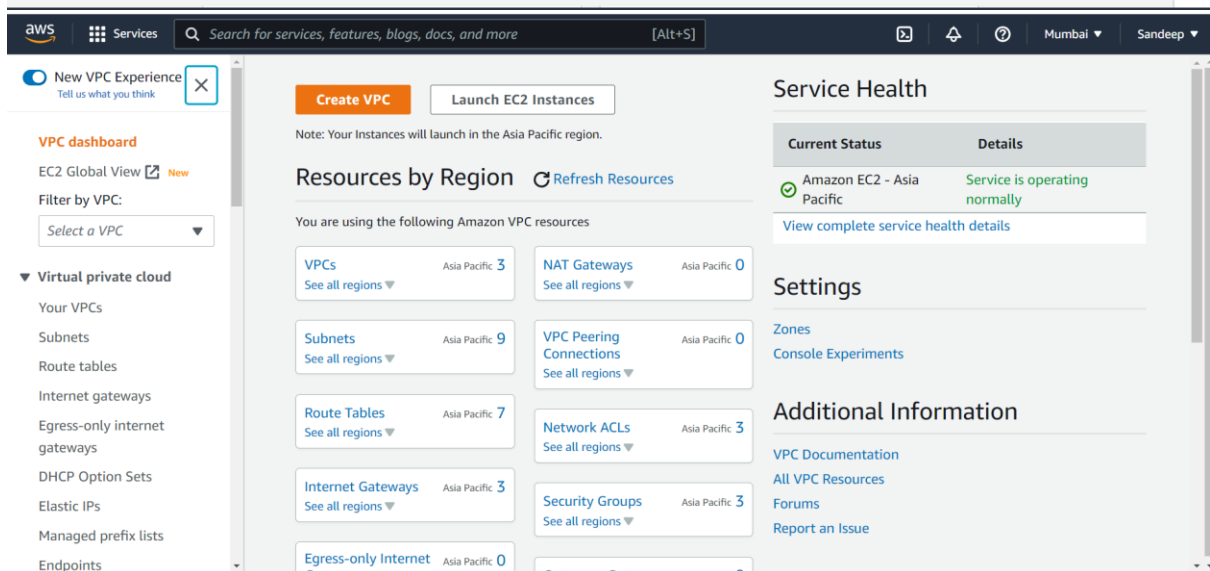 aws
Services
Search for services, features, blogs, docs, and more
[Alt+S]
Mumbai
Sandeep
New VPC Experience
Tell us what you think
VPC dashboard
EC2 Global View
New
Filter by VPC:
Select a VPC
Virtual private cloud
Your VPCs
Subnets
Route tables
Internet gateways
Egress-only internet
gateways
DHCP Option Sets
Elastic IPs
Managed prefix lists
Endpoints
Create VPC
Launch EC2 Instances
Note: Your Instances will launch in the Asia Pacific region.
Resources by Region
Refresh Resources
You are using the following Amazon VPC resources
VPCs
Asia Pacific 3
See all regions
NAT Gateways
Asia Pacific 0
See all regions
Subnets
Asia Pacific 9
See all regions
VPC Peering
Connections
Asia Pacific 0
See all regions
Route Tables
Asia Pacific 7
See all regions
Network ACLs
Asia Pacific 3
See all regions
Internet Gateways
Asia Pacific 3
See all regions
Security Groups
Asia Pacific 3
See all regions
Egress-only Internet
Asia Pacific 0
Service Health
Current Status
Details
Amazon EC2 - Asia
Pacific
Service is operating
normally
View complete service health details
Settings
Zones
Console Experiments
Additional Information
VPC Documentation
All VPC Resources
Forums
Report an Issue